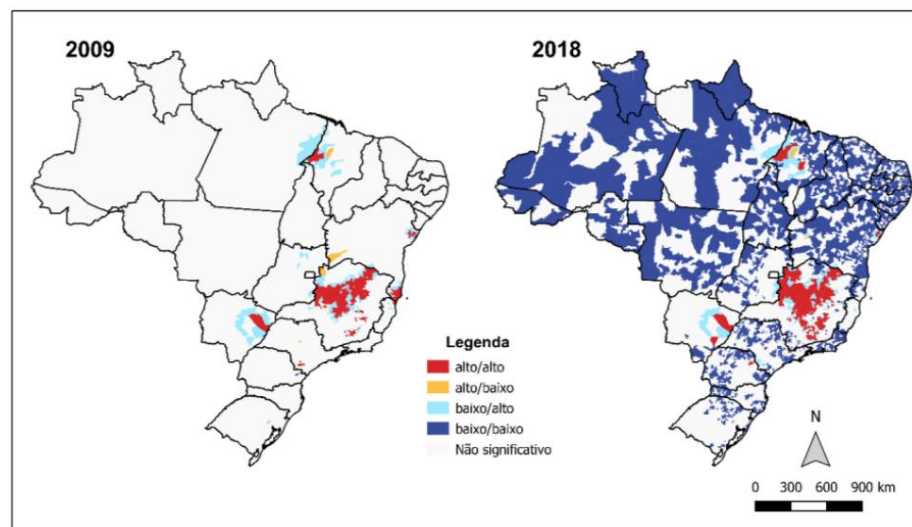 2009
2018
Legenda
alto/alto
alto/baixo
baixo/alto
baixo/baixo
Não significativo
N
0 300 600 900 km